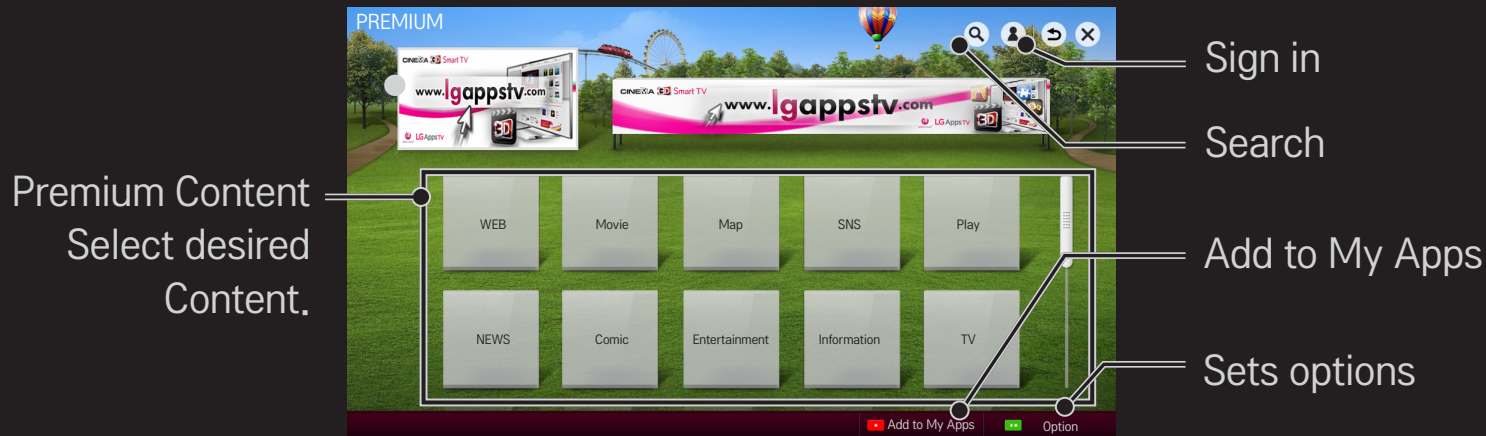 PREMIUM
CINEMA 3D Smart TV
www.lgappstv.com
3D
LG Apps TV
CINEMA 3D Smart TV
www.lgappstv.com
LG Apps TV
3D
Sign in
Search
Premium Content
Select desired
Content.
WEB
Movie
Map
SNS
Play
NEWS
Comic
Entertainment
Information
TV
Add to My Apps
Sets options
Add to My Apps
Option